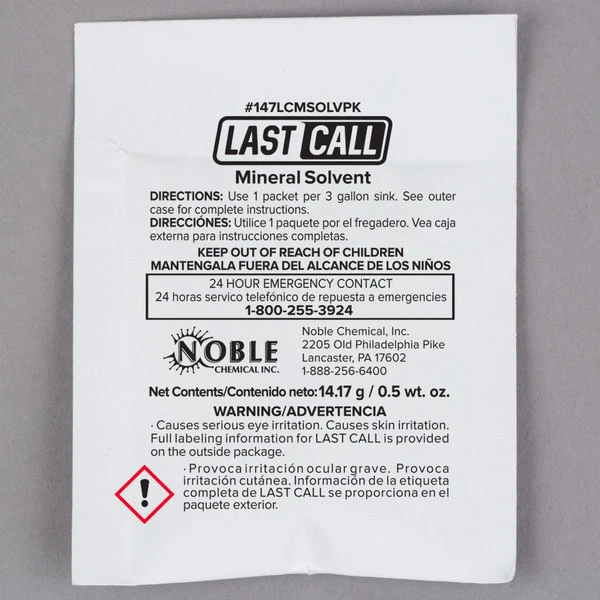 #147LCMSOLVPK
LAST CALL
Mineral Solvent
DIRECTIONS: Use 1 packet per 3 gallon sink. See outer
case for complete instructions.
DIRECCIÓNES: Utilice 1 paquete por el fregadero. Vea caja
externa para instrucciones completas.
KEEP OUT OF REACH OF CHILDREN
MANTENGALA FUERA DEL ALCANCE DE LOS NIÑOS
24 HOUR EMERGENCY CONTACT
24 horas servico telefónico de repuesta a emergencies
1-800-255-3924
NOBLE
CHEMICAL INC.
Noble Chemical, Inc.
2205 Old Philadelphia Pike
Lancaster, PA 17602
1-888-256-6400
Net Contents/Contenido neto: 14.17 g / 0.5 wt. oz.
WARNING/ADVERTENCIA
· Causes serious eye irritation. Causes skin irritation.
Full labeling information for LAST CALL is provided
on the outside package.
· Provoca irritación ocular grave. Provoca
irritación cutánea. Información de la etiqueta
completa de LAST CALL se proporciona en el
paquete exterior.